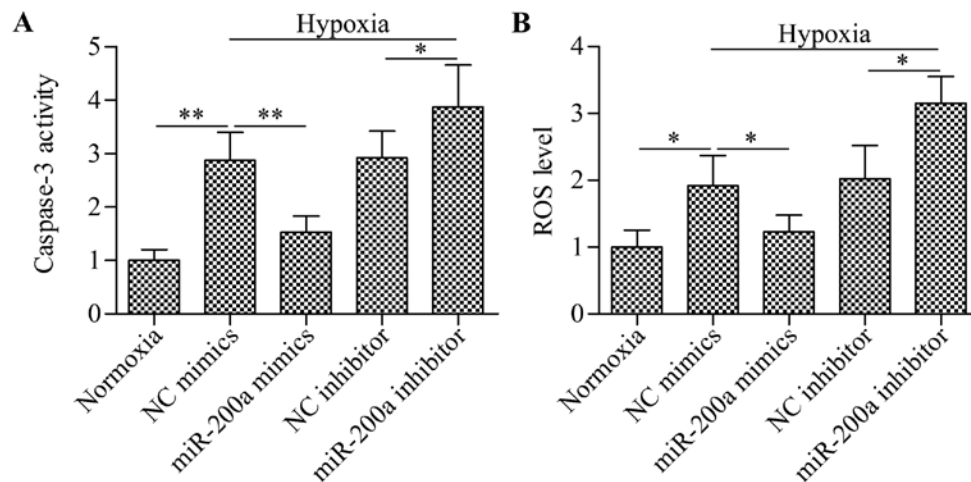 A
Hypoxia
Caspase-3 activity
5
4
3
2
1
0
**
**
*
Normoxia
NC mimics
miR-200a mimics
NC inhibitor
miR-200a inhibitor
B
Hypoxia
ROS level
4
3
2
1
0
*
*
*
Normoxia
NC mimics
miR-200a mimics
NC inhibitor
miR-200a inhibitor